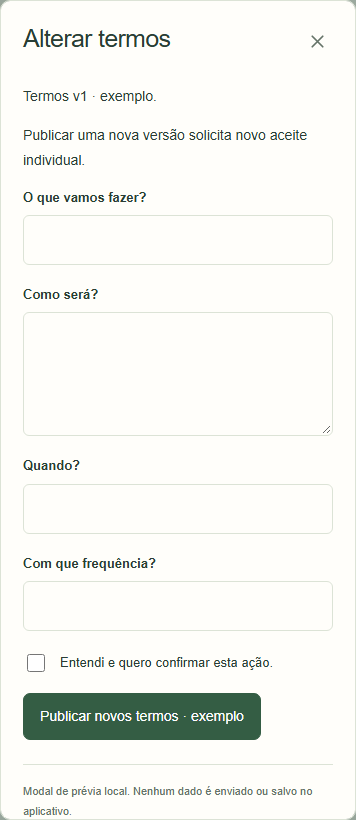 Alterar termos
Termos v1 · exemplo.
Publicar uma nova versão solicita novo aceite
individual.
O que vamos fazer?
Como será?
Quando?
Com que frequência?
Entendi e quero confirmar esta ação.
Publicar novos termos · exemplo
Modal de prévia local. Nenhum dado é enviado ou salvo no
aplicativo.